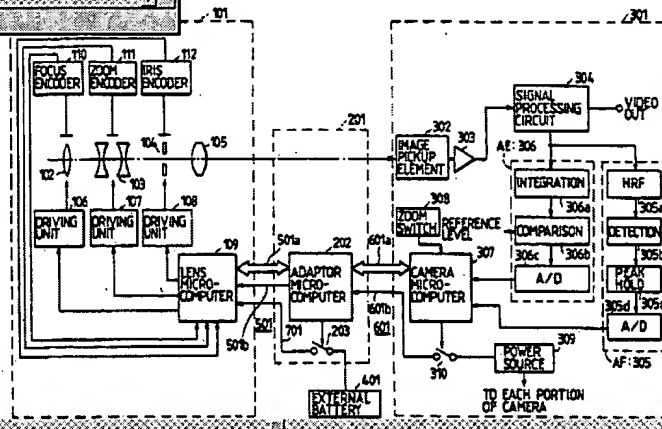 101
301
110
111
112
FOCUS ENCODER
ZOOM ENCODER
IRIS ENCODER
304
SIGNAL PROCESSING CIRCUIT
VIDEO OUT
201
104
105
302
303
IMAGE PICKUP ELEMENT
AE: 306
102
103
INTEGRATION
HRF
306a
106
107
108
308
ZOOM SWITCH
REFERENCE LEVEL
DRIVING UNIT
DRIVING UNIT
DRIVING UNIT
COMPARISON
DETECTION
109
501a
202
601a
307
306c
306b
305b
LENS MICRO-COMPUTER
ADAPTOR MICRO-COMPUTER
CAMERA MICRO-COMPUTER
A/D
PEAK HOLD
501
701
203
601b
601
305d
A/D
501b
309
310
POWER SOURCE
AF: 305
EXTERNAL BATTERY
401
TO EACH PORTION OF CAMERA